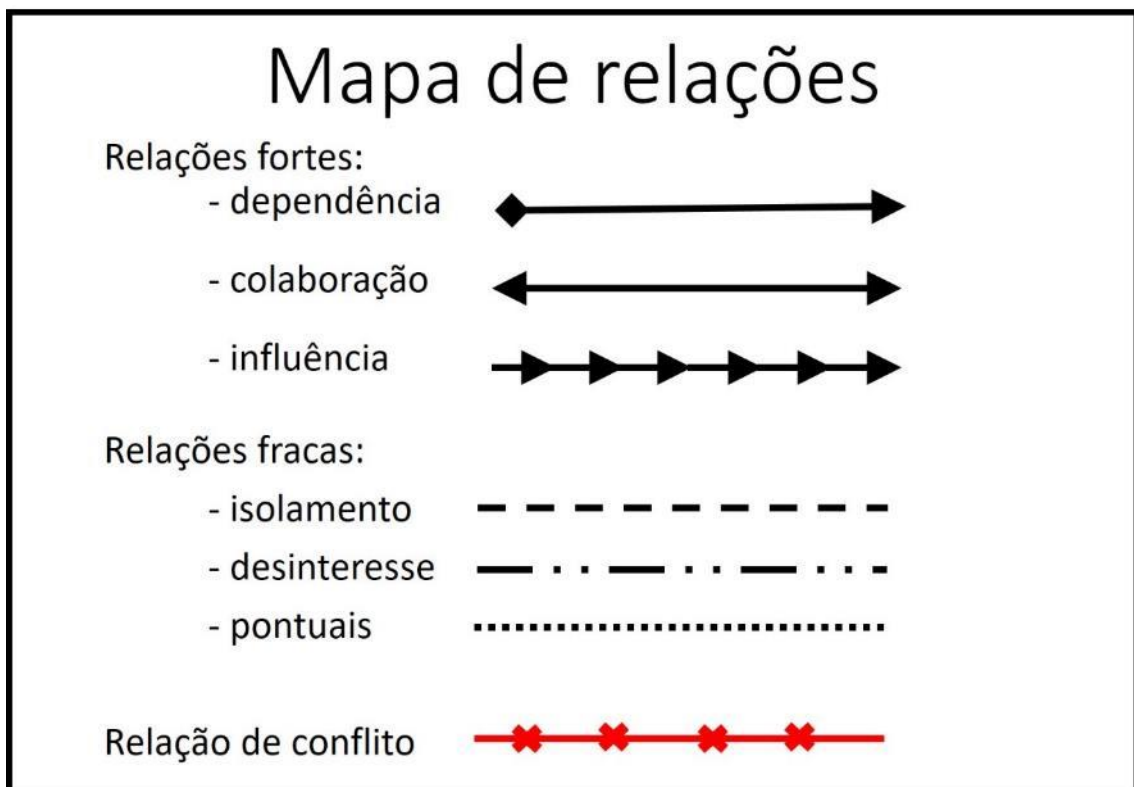 Mapa de relações
Relações fortes:
- dependência
- colaboração
- influência
Relações fracas:
- isolamento
- desinteresse
- pontuais
Relação de conflito